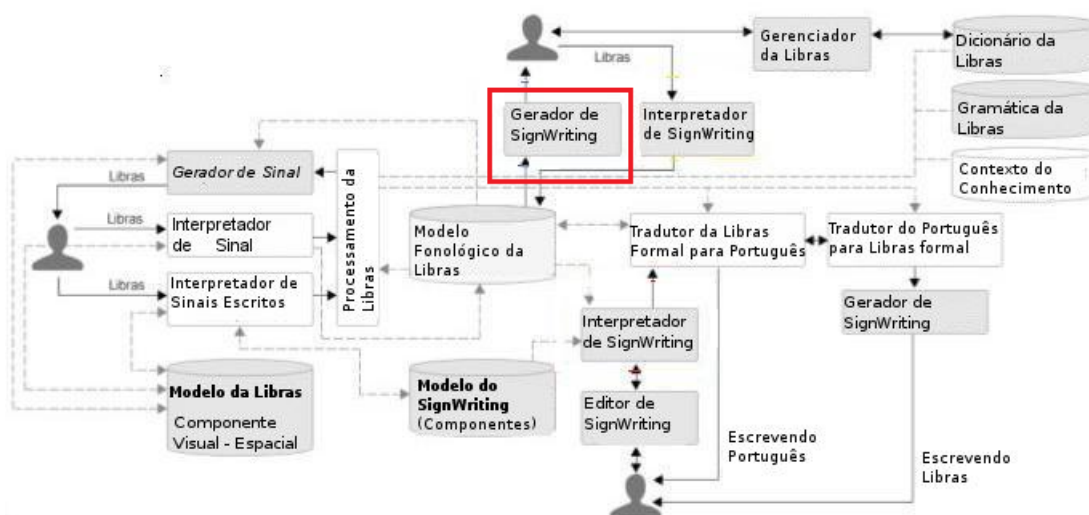 Libras
Gerenciador
da Libras
Dicionário da
Libras
Gramática da
Libras
Contexto do
Conhecimento
Gerador de
SignWriting
Interpretador
de SignWriting
Gerador de Sinal
Libras
Libras
Interpretador
de Sinal
Libras
Interpretador de
Sinais Escritos
Processamento da
Libras
Modelo
Fonológico da
Libras
Tradutor da Libras
Formal para Português
Tradutor do Português
para Libras formal
Gerador de
SignWriting
Interpretador
de SignWriting
Editor de
SignWriting
Modelo da Libras
Componente
Visual - Espacial
Modelo do
SignWriting
(Componentes)
Escrevendo
Português
Escrevendo
Libras